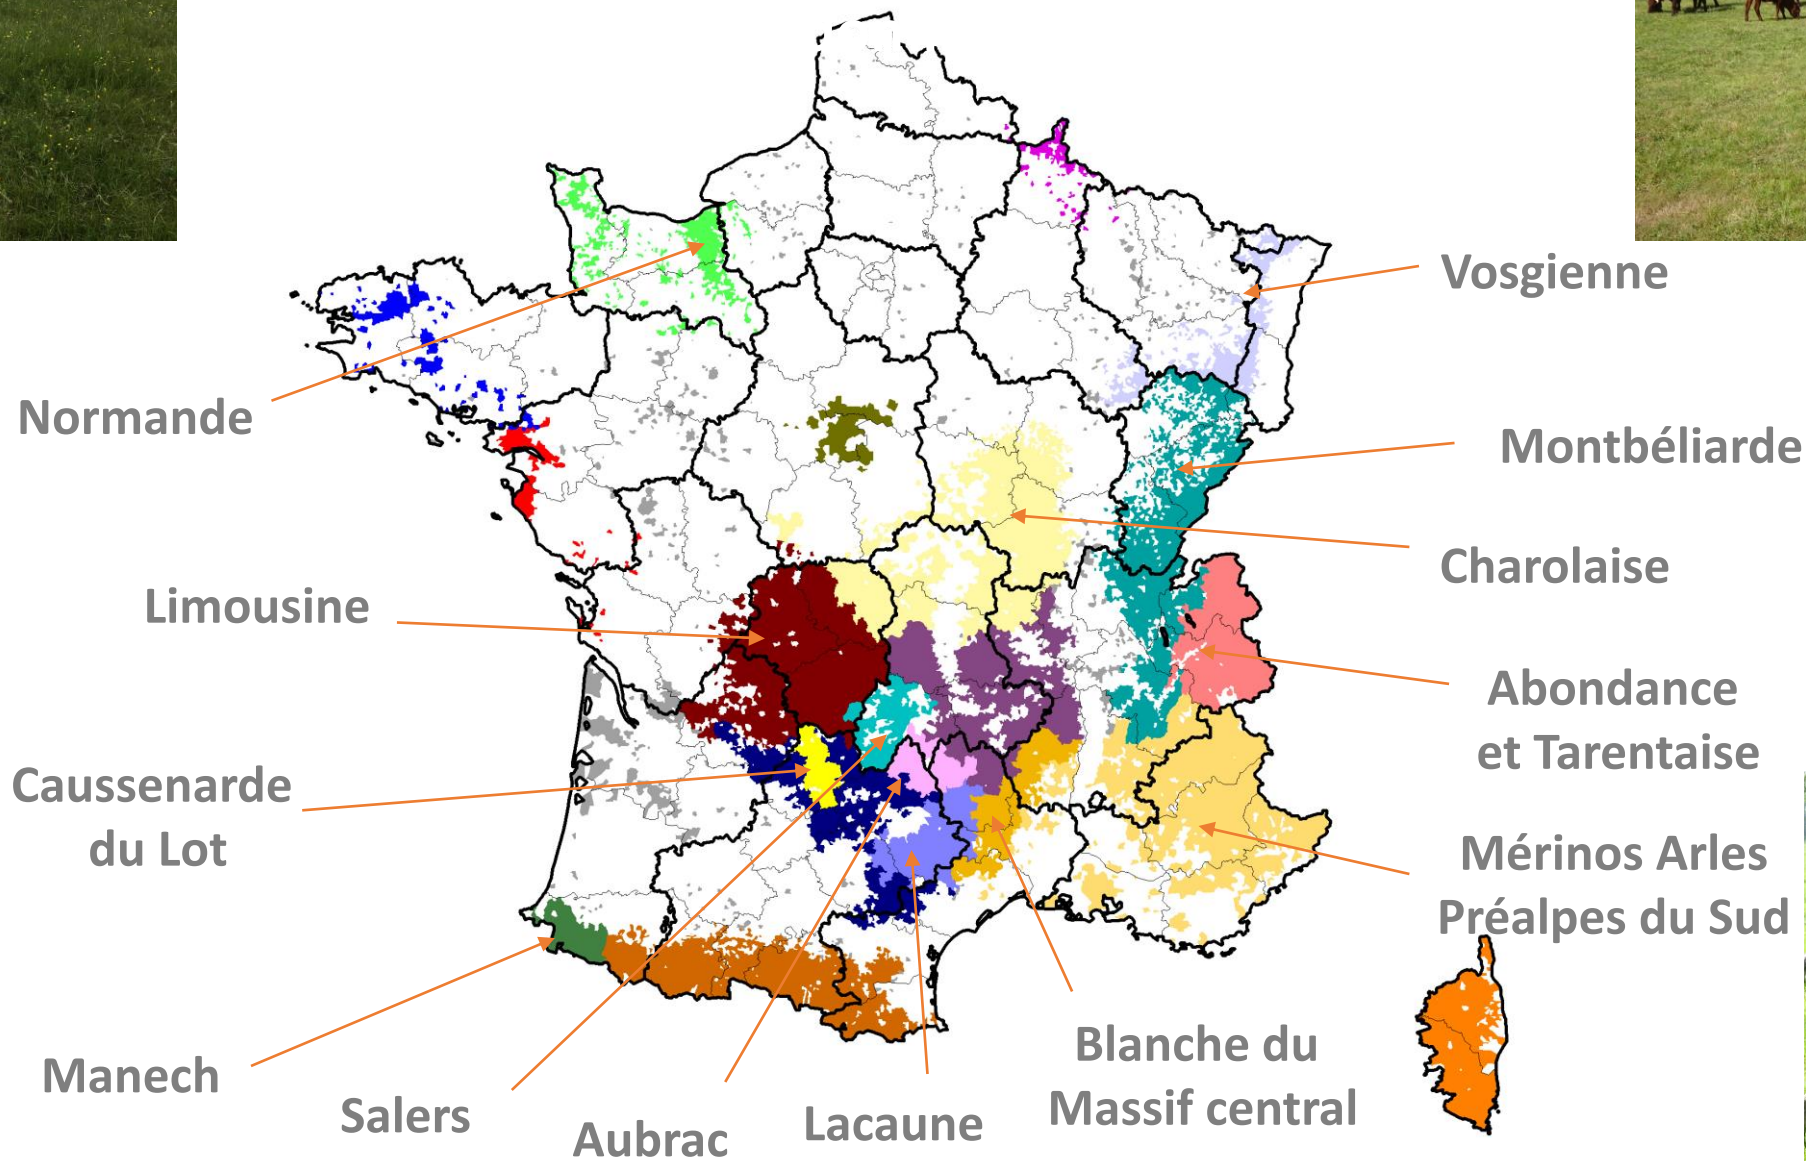 Vosgienne
Normande
Montbéliarde
Charolaise
Limousine
Abondance
et Tarentaise
Caussenarde
du Lot
Mérinos Arles
Préalpes du Sud
Manech
Salers
Aubrac
Lacaune
Blanche du
Massif central